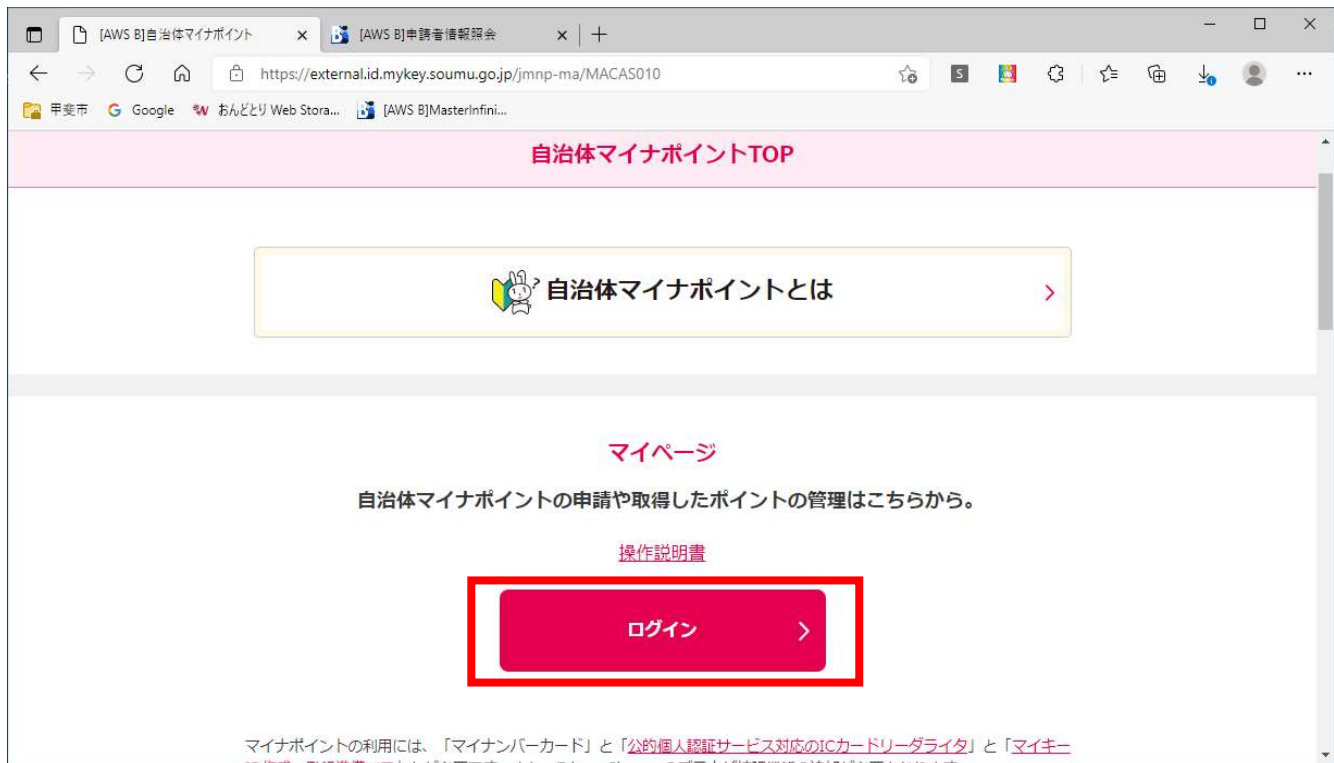 [AWS B]自治体マイナポイント
[AWS B]申請者情報照会
https://external.id.mykey.soumu.go.jp/jmnp-ma/MACAS010
甲斐市 Google おんどとり Web Stora... [AWS B]MasterInfini...
自治体マイナポイントTOP
自治体マイナポイントとは
マイページ
自治体マイナポイントの申請や取得したポイントの管理はこちらから。
操作説明書
ログイン
マイナポイントの利用には、「マイナンバーカード」と「公的個人認証サービス対応のICカードリーダライタ」と「マイキー